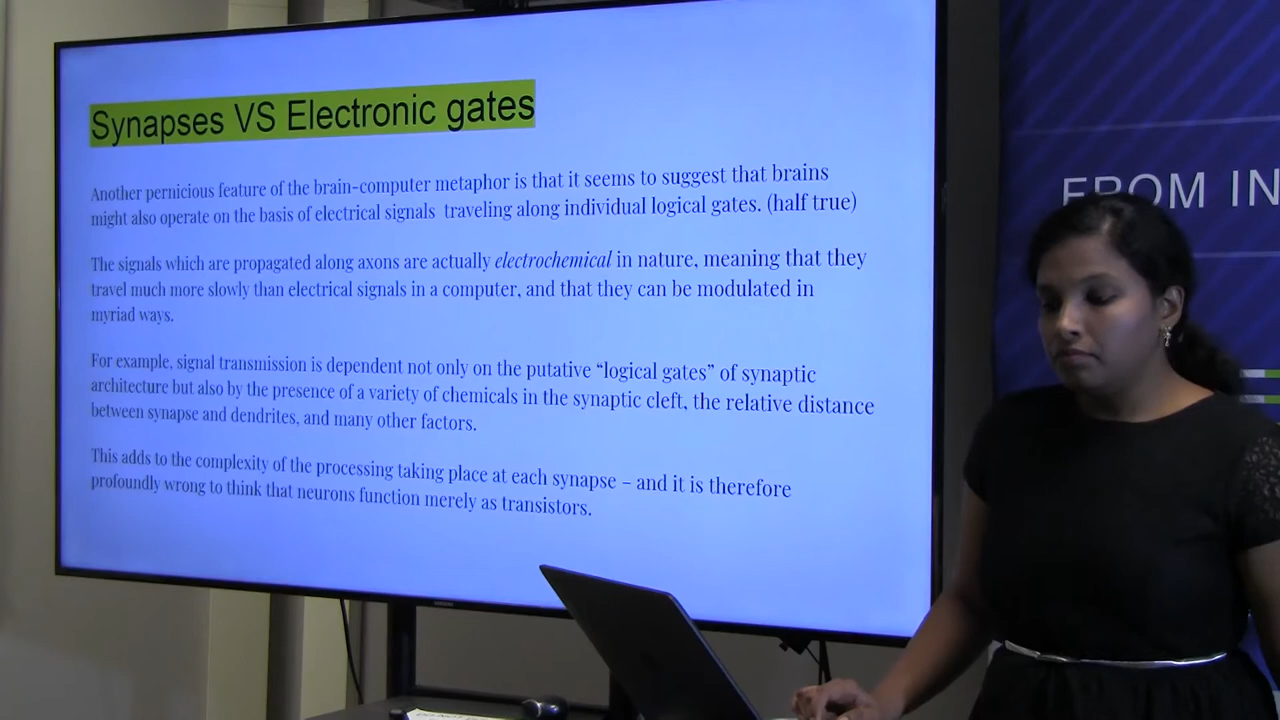 Synapses VS Electronic gates
Another pernicious feature of the brain-computer metaphor is that it seems to suggest that brains
might also operate on the basis of electrical signals traveling along individual logical gates. (half true)
The signals which are propagated along axons are actually electrochemical in nature, meaning that they
travel much more slowly than electrical signals in a computer, and that they can be modulated in
myriad ways.
For example, signal transmission is dependent not only on the putative “logical gates” of synaptic
architecture but also by the presence of a variety of chemicals in the synaptic cleft, the relative distance
between synapse and dendrites, and many other factors.
This adds to the complexity of the processing taking place at each synapse – and it is therefore
profoundly wrong to think that neurons function merely as transistors.
FROM IN